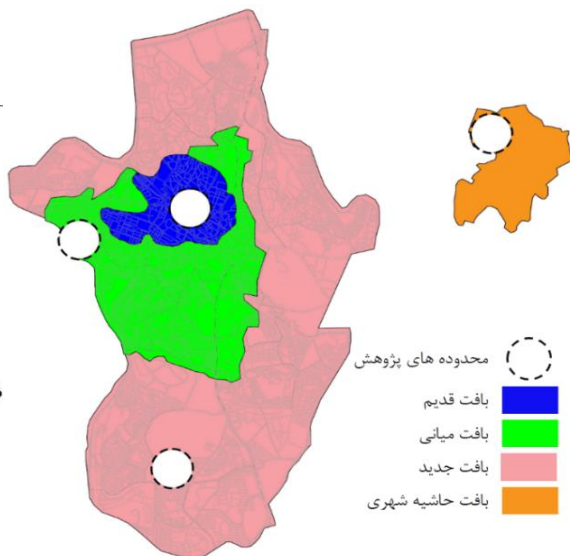 محدوده های پژوهش
بافت قدیم
بافت میانی
بافت جدید
بافت حاشیه شهری